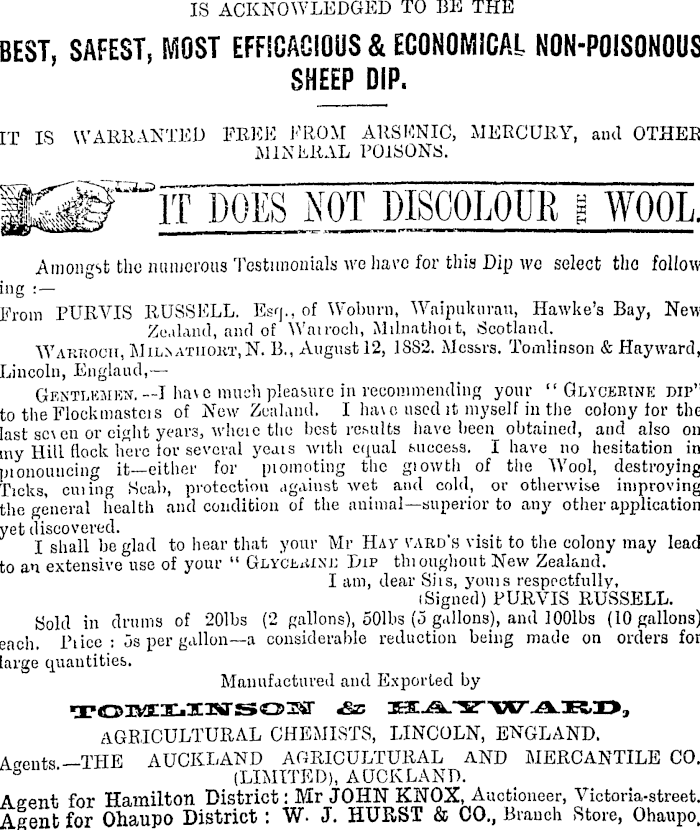 IS ACKNOWLEDGED TO BE THE
BEST, SAFEST, MOST EFFICACIOUS & ECONOMICAL NON-POISONOUS
SHEEP DIP.
IT IS WARRANTED FREE FROM ARSENIC, MERCURY, and OTHER
MINERAL POISONS.
IT DOES NOT DISCOLOUR THE WOOL.
Amongst the numerous Testimonials we have for this Dip we select the follow
ing :—
From PURVIS RUSSELL. Esq., of Woburn, Waipukurau, Hawke's Bay, New
Zealand, and of Warroch, Milnathort, Scotland.
WARROCH, MILNATHORT, N. B., August 12, 1882. Messrs. Tomlinson & Hayward,
Lincoln, England,—
GENTLEMEN.--I have much pleasure in recommending your "GLYCERINE DIP"
to the Flockmasters of New Zealand. I have used it myself in the colony for the
last seven or eight years, where the best results have been obtained, and also on
my Hill flock here for several years with equal success. I have no hesitation in
pronouncing it—either for promoting the growth of the Wool, destroying
Ticks, curing Scab, protection against wet and cold, or otherwise improving
the general health and condition of the animal—superior to any other application
yet discovered.
I shall be glad to hear that your Mr HAYWARD'S visit to the colony may lead
to an extensive use of your "GLYCERINE DIP throughout New Zealand.
I am, dear Sirs, yours respectfully,
(Signed) PURVIS RUSSELL.
Sold in drums of 20lbs (2 gallons), 50lbs (5 gallons), and 100lbs (10 gallons)
each. Price : 5s per gallon—a considerable reduction being made on orders for
large quantities.
Manufactured and Exported by
TOMLINSON & HAYWARD,
AGRICULTURAL CHEMISTS, LINCOLN, ENGLAND.
Agents.—THE AUCKLAND AGRICULTURAL AND MERCANTILE CO.
(LIMITED), AUCKLAND.
Agent for Hamilton District: Mr JOHN KNOX, Auctioneer, Victoria-street.
Agent for Ohaupo District : W. J. HURST & CO., Branch Store, Ohaupo.